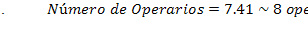 . Número de Operarios = 7.41 ~ 8 ope